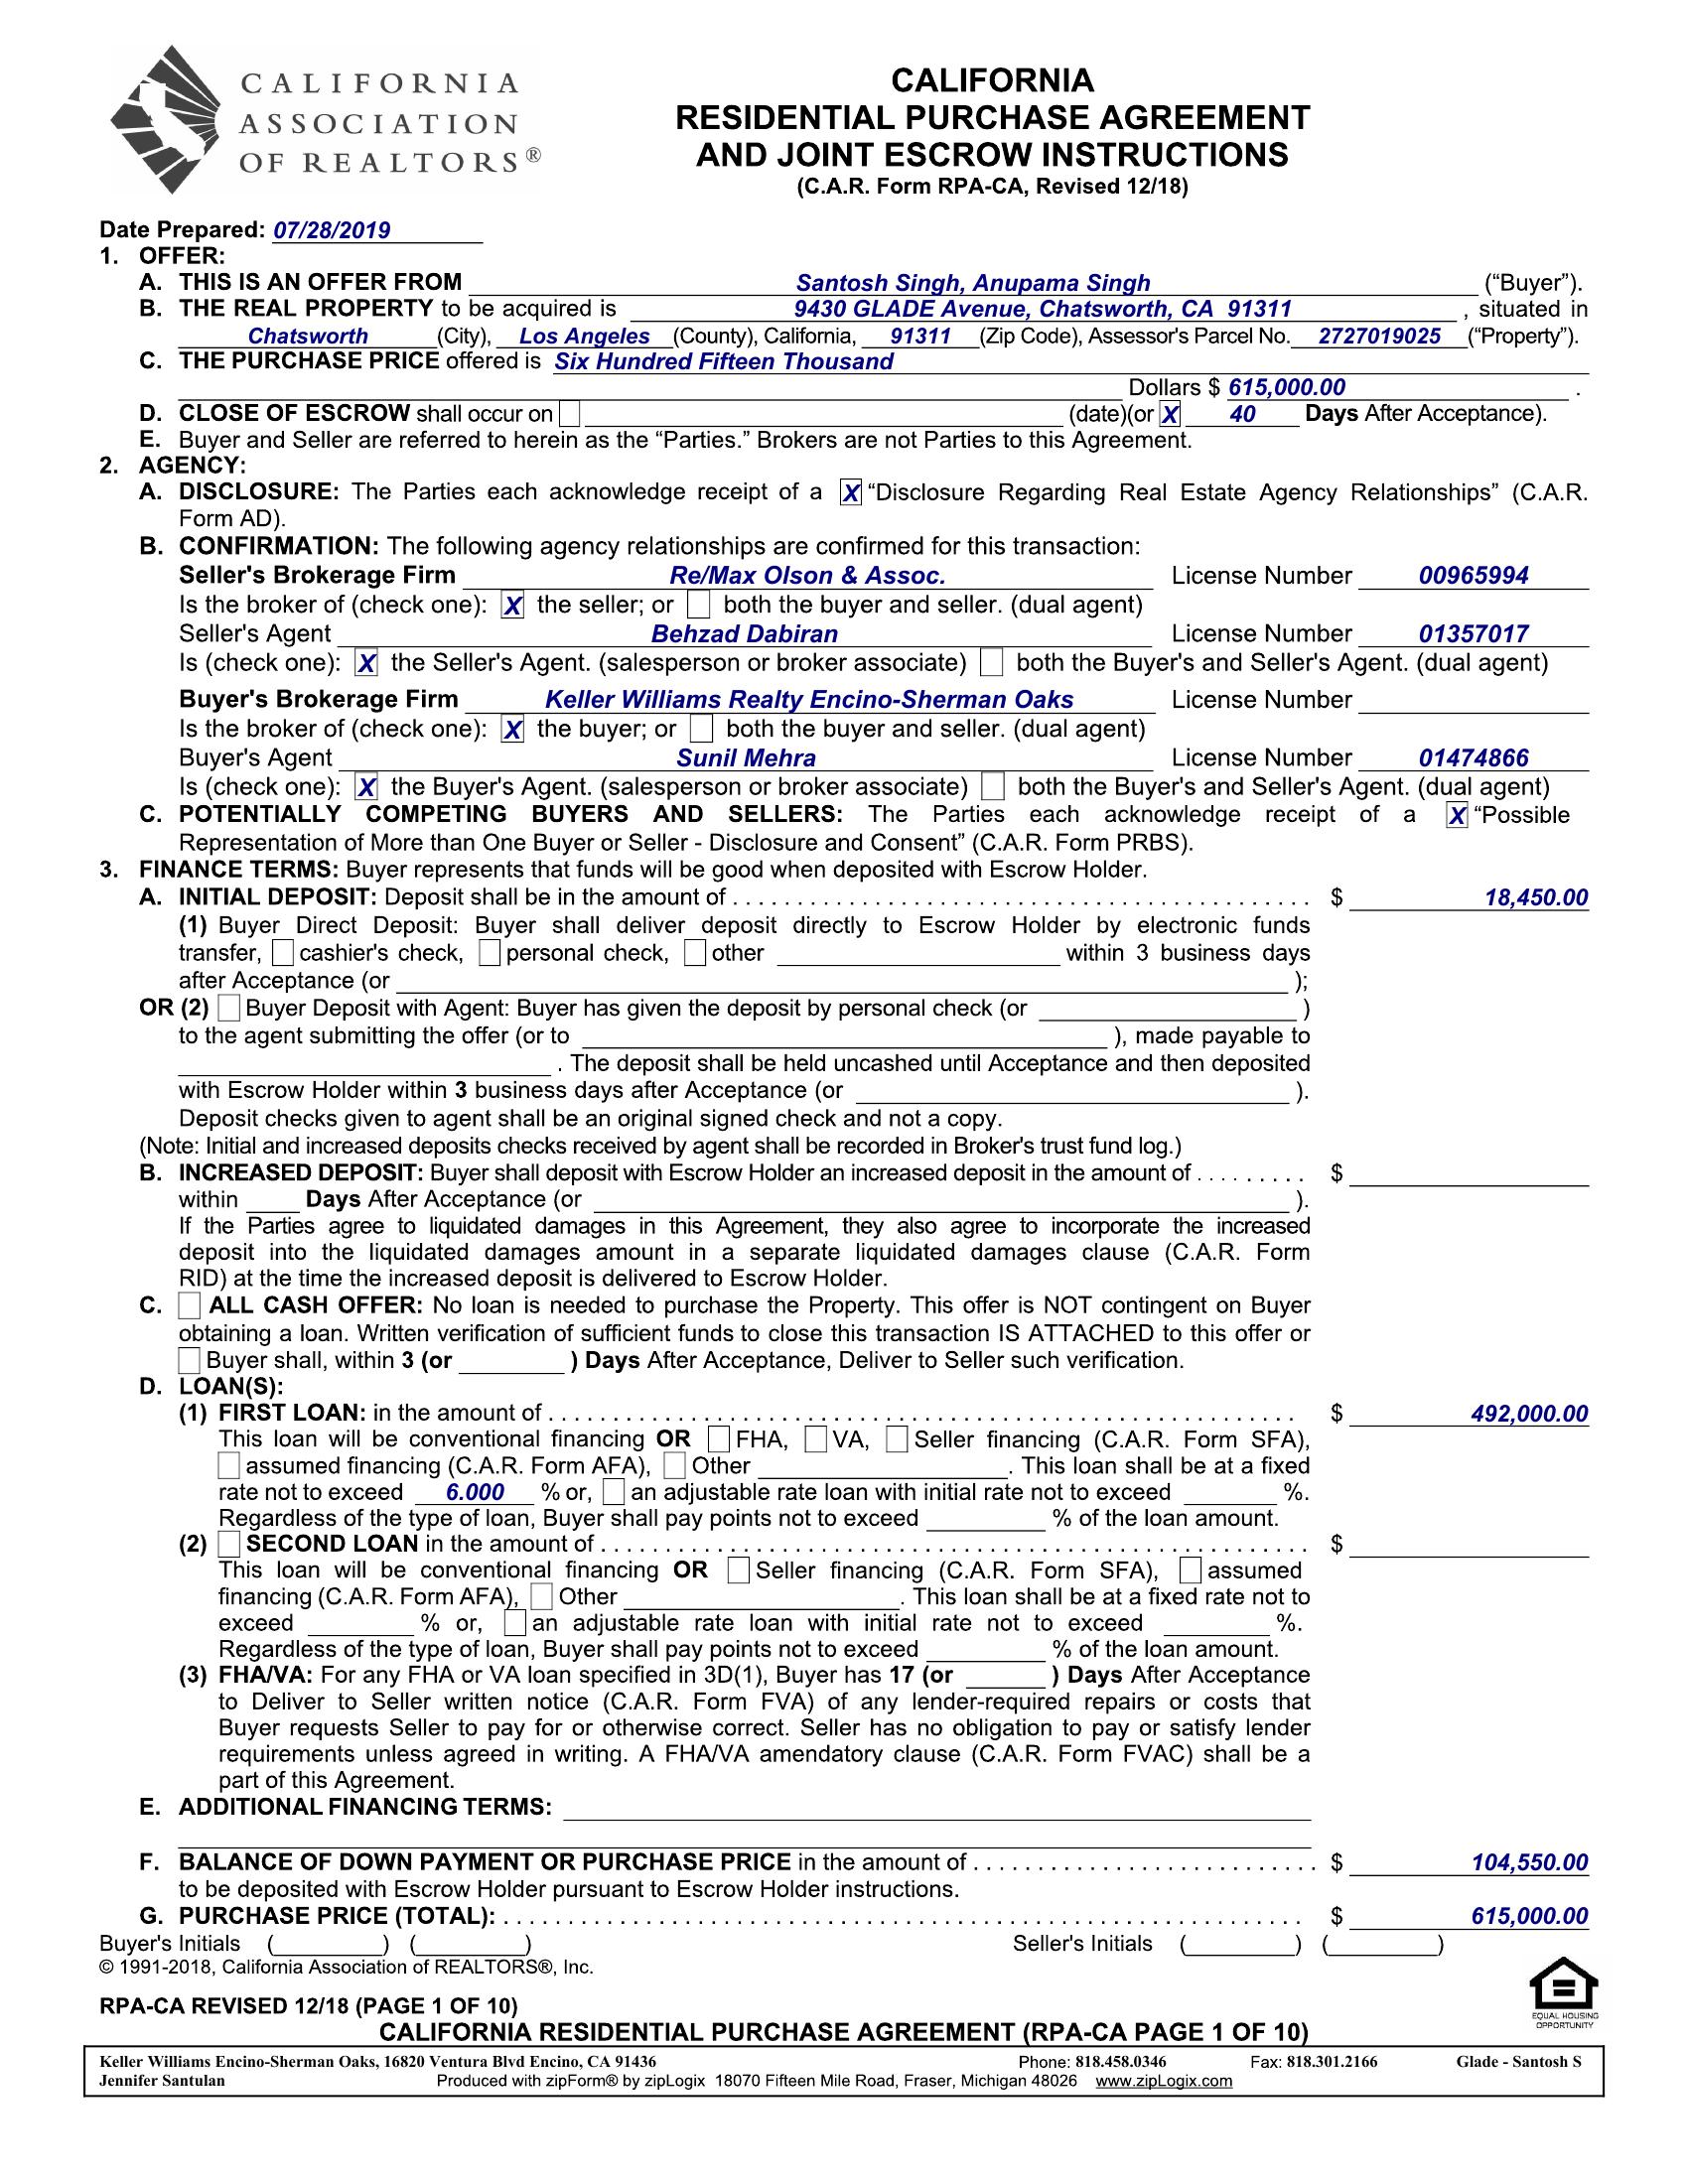 CALIFORNIA
ASSOCIATION
OF REALTORS®
CALIFORNIA
RESIDENTIAL PURCHASE AGREEMENT
AND JOINT ESCROW INSTRUCTIONS
(C.A.R. Form RPA-CA, Revised 12/18)
Date Prepared: 07/28/2019
1. OFFER:
A. THIS IS AN OFFER FROM Santosh Singh, Anupama Singh (“Buyer”).
B. THE REAL PROPERTY to be acquired is 9430 GLADE Avenue, Chatsworth, CA 91311 , situated in
Chatsworth (City), Los Angeles (County), California, 91311 (Zip Code), Assessor's Parcel No. 2727019025 (“Property”).
C. THE PURCHASE PRICE offered is Six Hundred Fifteen Thousand
Dollars $ 615,000.00 .
D. CLOSE OF ESCROW shall occur on (date)(or X 40 Days After Acceptance).
E. Buyer and Seller are referred to herein as the “Parties.” Brokers are not Parties to this Agreement.
2. AGENCY:
A. DISCLOSURE: The Parties each acknowledge receipt of a X “Disclosure Regarding Real Estate Agency Relationships” (C.A.R.
Form AD).
B. CONFIRMATION: The following agency relationships are confirmed for this transaction:
Seller's Brokerage Firm Re/Max Olson & Assoc. License Number 00965994
Is the broker of (check one): X the seller; or both the buyer and seller. (dual agent)
Seller's Agent Behzad Dabiran License Number 01357017
Is (check one): X the Seller's Agent. (salesperson or broker associate) both the Buyer's and Seller's Agent. (dual agent)
Buyer's Brokerage Firm Keller Williams Realty Encino-Sherman Oaks License Number
Is the broker of (check one): X the buyer; or both the buyer and seller. (dual agent)
Buyer's Agent Sunil Mehra License Number 01474866
Is (check one): X the Buyer's Agent. (salesperson or broker associate) both the Buyer's and Seller's Agent. (dual agent)
C. POTENTIALLY COMPETING BUYERS AND SELLERS: The Parties each acknowledge receipt of a X “Possible
Representation of More than One Buyer or Seller - Disclosure and Consent” (C.A.R. Form PRBS).
3. FINANCE TERMS: Buyer represents that funds will be good when deposited with Escrow Holder.
A. INITIAL DEPOSIT: Deposit shall be in the amount of . . . . . . . . . . $ 18,450.00
(1) Buyer Direct Deposit: Buyer shall deliver deposit directly to Escrow Holder by electronic funds
transfer, cashier's check, personal check, other within 3 business days
after Acceptance (or );
OR (2) Buyer Deposit with Agent: Buyer has given the deposit by personal check (or )
to the agent submitting the offer (or to ), made payable to
. The deposit shall be held uncashed until Acceptance and then deposited
with Escrow Holder within 3 business days after Acceptance (or ).
Deposit checks given to agent shall be an original signed check and not a copy.
(Note: Initial and increased deposits checks received by agent shall be recorded in Broker's trust fund log.)
B. INCREASED DEPOSIT: Buyer shall deposit with Escrow Holder an increased deposit in the amount of . . . . . . . . . $
within Days After Acceptance (or ).
If the Parties agree to liquidated damages in this Agreement, they also agree to incorporate the increased
deposit into the liquidated damages amount in a separate liquidated damages clause (C.A.R. Form
RID) at the time the increased deposit is delivered to Escrow Holder.
C. ALL CASH OFFER: No loan is needed to purchase the Property. This offer is NOT contingent on Buyer
obtaining a loan. Written verification of sufficient funds to close this transaction IS ATTACHED to this offer or
Buyer shall, within 3 (or ) Days After Acceptance, Deliver to Seller such verification.
D. LOAN(S):
(1) FIRST LOAN: in the amount of . . . . . . . . . . $ 492,000.00
This loan will be conventional financing OR FHA, VA, Seller financing (C.A.R. Form SFA),
assumed financing (C.A.R. Form AFA), Other . This loan shall be at a fixed
rate not to exceed 6.000 % or, an adjustable rate loan with initial rate not to exceed %.
Regardless of the type of loan, Buyer shall pay points not to exceed % of the loan amount.
(2) SECOND LOAN in the amount of . . . . . . . . . . $
This loan will be conventional financing OR Seller financing (C.A.R. Form SFA), assumed
financing (C.A.R. Form AFA), Other . This loan shall be at a fixed rate not to
exceed % or, an adjustable rate loan with initial rate not to exceed %.
Regardless of the type of loan, Buyer shall pay points not to exceed % of the loan amount.
(3) FHA/VA: For any FHA or VA loan specified in 3D(1), Buyer has 17 (or ) Days After Acceptance
to Deliver to Seller written notice (C.A.R. Form FVA) of any lender-required repairs or costs that
Buyer requests Seller to pay for or otherwise correct. Seller has no obligation to pay or satisfy lender
requirements unless agreed in writing. A FHA/VA amendatory clause (C.A.R. Form FVAC) shall be a
part of this Agreement.
E. ADDITIONAL FINANCING TERMS:
F. BALANCE OF DOWN PAYMENT OR PURCHASE PRICE in the amount of . . . . . . . . . . $ 104,550.00
to be deposited with Escrow Holder pursuant to Escrow Holder instructions.
G. PURCHASE PRICE (TOTAL): . . . . . . . . . . $ 615,000.00
Buyer's Initials ( ) ( ) Seller's Initials ( ) ( )
© 1991-2018, California Association of REALTORS®, Inc.
RPA-CA REVISED 12/18 (PAGE 1 OF 10)
EQUAL HOUSING
OPPORTUNITY
CALIFORNIA RESIDENTIAL PURCHASE AGREEMENT (RPA-CA PAGE 1 OF 10)
Keller Williams Encino-Sherman Oaks, 16820 Ventura Blvd Encino, CA 91436 Phone: 818.458.0346 Fax: 818.301.2166 Glade - Santosh S
Jennifer Santulan Produced with zipForm® by zipLogix 18070 Fifteen Mile Road, Fraser, Michigan 48026 www.zipLogix.com